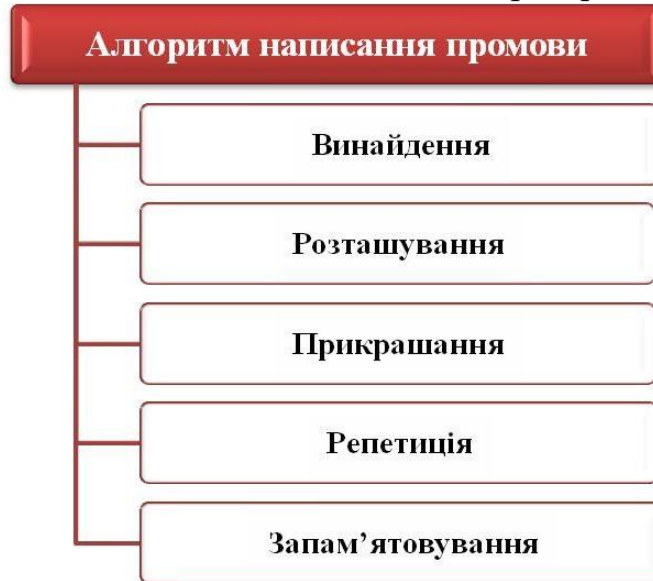 Алгоритм написання промови
Винайдення
Розташування
Прикрашання
Репетиція
Запам’ятовування